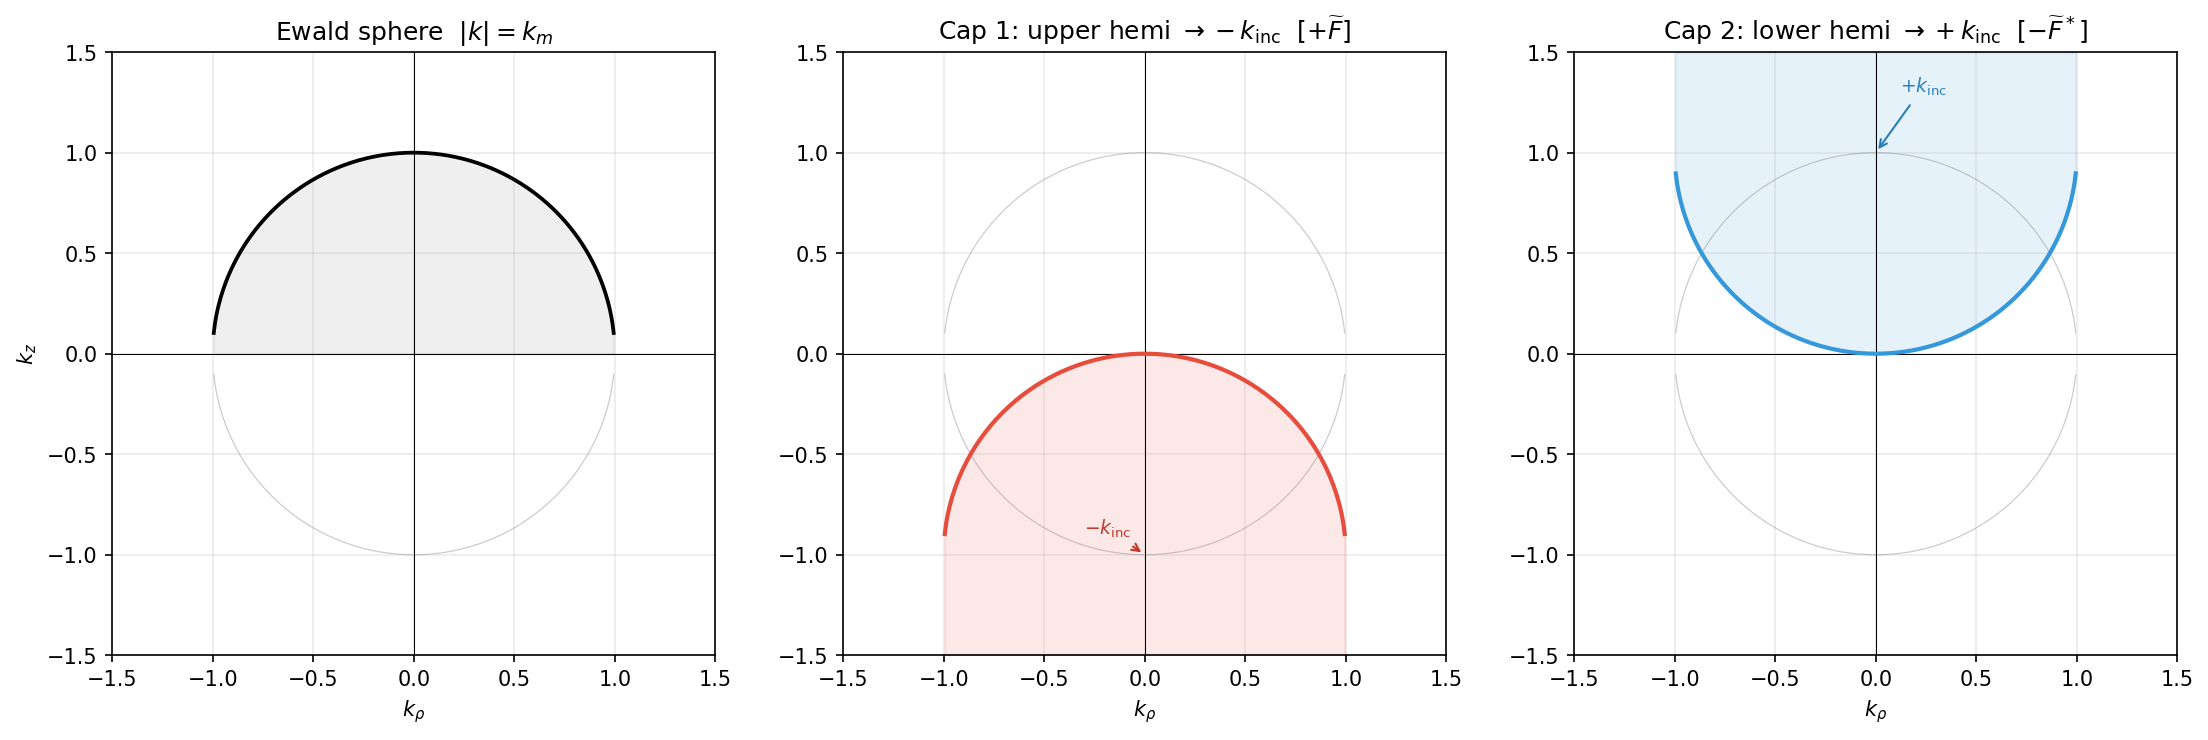 Ewald sphere |k| = kₘ
1.5
1.0
0.5
0.0
−0.5
−1.0
−1.5
k_z
−1.5 −1.0 −0.5 0.0 0.5 1.0 1.5
k_ρ
Cap 1: upper hemi → − k_inc [+F̃]
1.5
1.0
0.5
0.0
−0.5
−1.0
−1.5
−k_inc
−1.5 −1.0 −0.5 0.0 0.5 1.0 1.5
k_ρ
Cap 2: lower hemi → + k_inc [−F̃*]
1.5
1.0
0.5
0.0
−0.5
−1.0
−1.5
+k_inc
−1.5 −1.0 −0.5 0.0 0.5 1.0 1.5
k_ρ